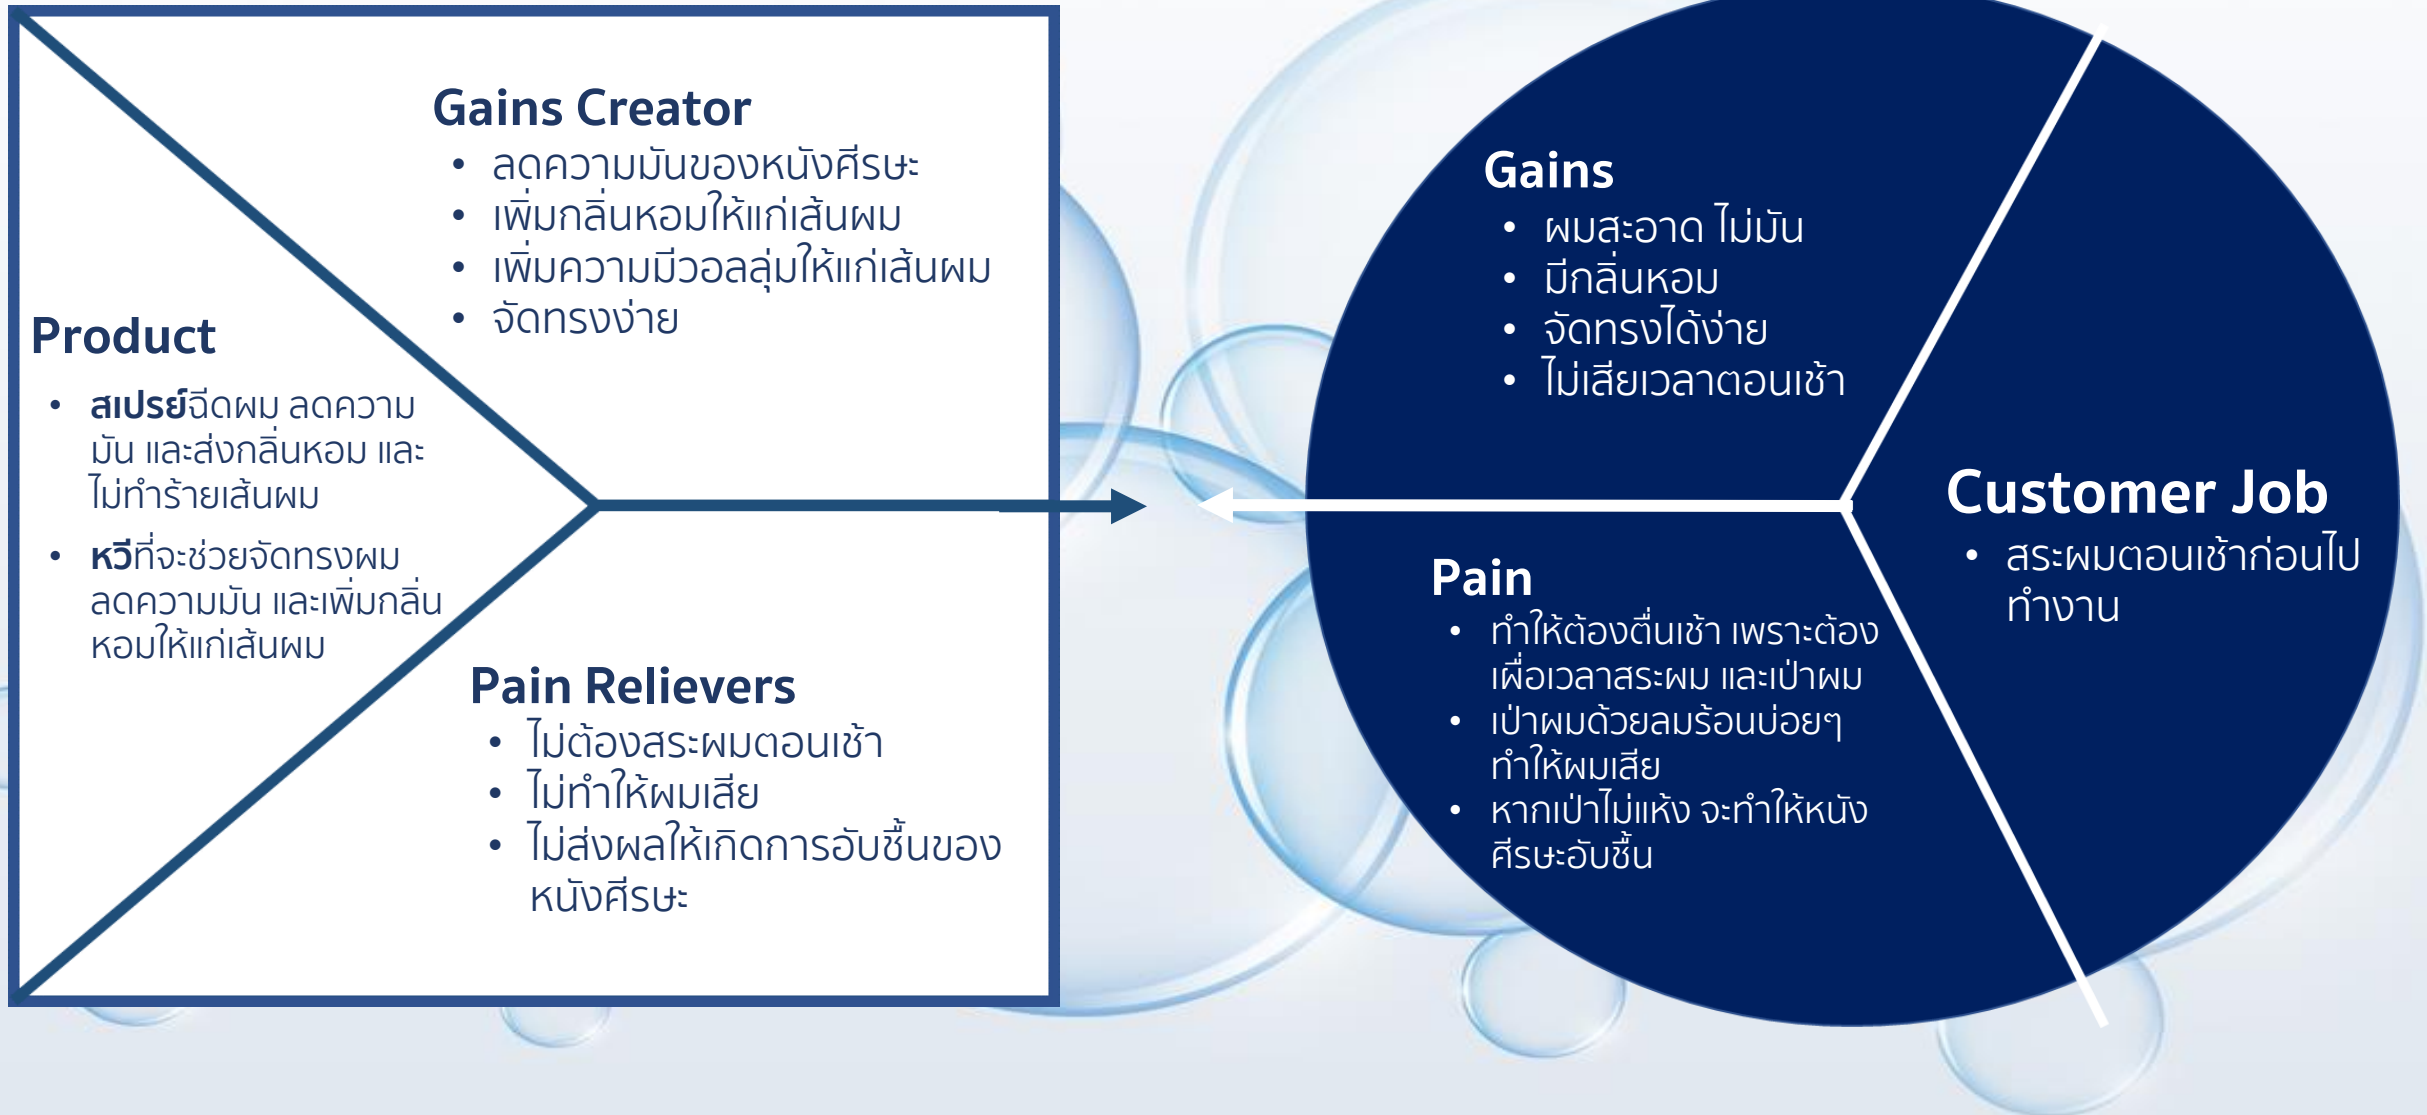 Gains Creator
• ลดความมันของหนังศีรษะ
• เพิ่มกลิ่นหอมให้แก่เส้นผม
• เพิ่มความมีวอลลุ่มให้แก่เส้นผม
• จัดทรงง่าย
Product
• สเปรย์ฉีดผม ลดความ
มัน และส่งกลิ่นหอม และ
ไม่ทำร้ายเส้นผม
• หวีที่จะช่วยจัดทรงผม
ลดความมัน และเพิ่มกลิ่น
หอมให้แก่เส้นผม
Pain Relievers
• ไม่ต้องสระผมตอนเช้า
• ไม่ทำให้ผมเสีย
• ไม่ส่งผลให้เกิดการอับชื้นของ
หนังศีรษะ
Gains
• ผมสะอาด ไม่มัน
• มีกลิ่นหอม
• จัดทรงได้ง่าย
• ไม่เสียเวลาตอนเช้า
Pain
• ทำให้ต้องตื่นเช้า เพราะต้อง
เผื่อเวลาสระผม และเป่าผม
• เป่าผมด้วยลมร้อนบ่อยๆ
ทำให้ผมเสีย
• หากเป่าไม่แห้ง จะทำให้หนัง
ศีรษะอับชื้น
Customer Job
• สระผมตอนเช้าก่อนไป
ทำงาน